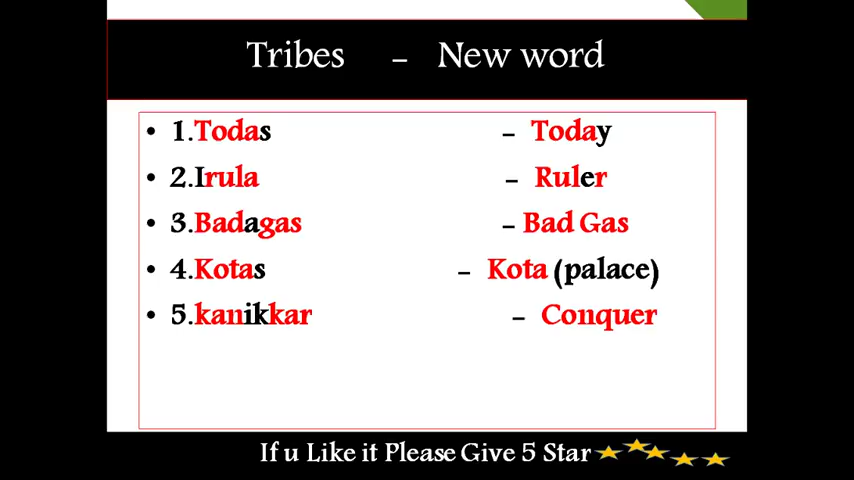 Tribes – New word
• 1.Todas – Today
• 2.Irula – Ruler
• 3.Badagas – Bad Gas
• 4.Kotas – Kota (palace)
• 5.kanikkar – Conquer
If u Like it Please Give 5 Star